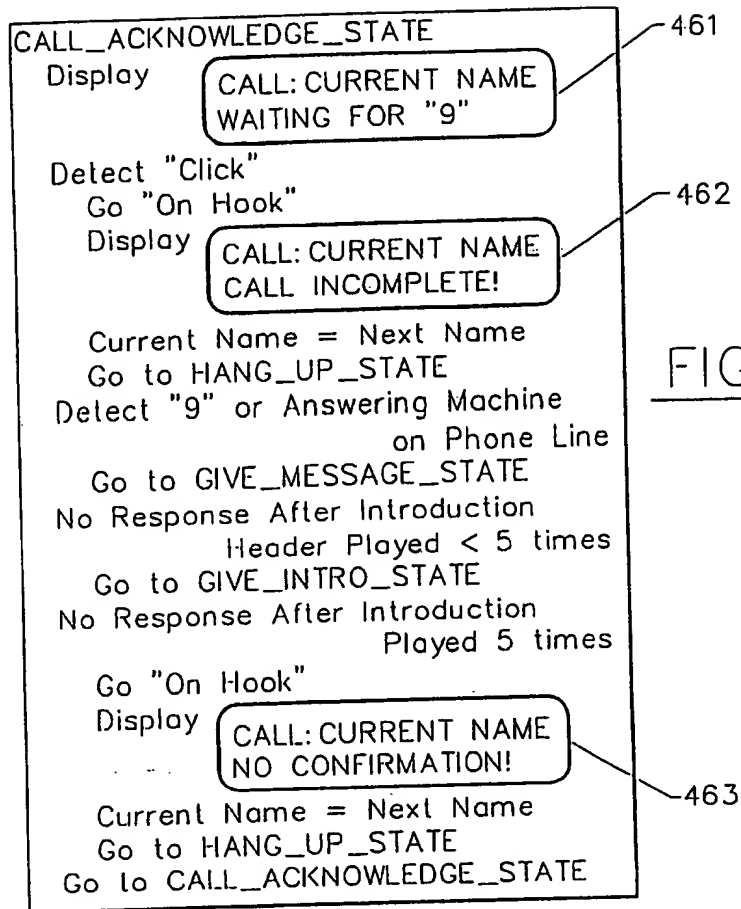 CALL_ACKNOWLEDGE_STATE
461
Display
CALL: CURRENT NAME
WAITING FOR "9"
Detect "Click"
Go "On Hook"
462
Display
CALL: CURRENT NAME
CALL INCOMPLETE!
Current Name = Next Name
Go to HANG_UP_STATE
FIG
Detect "9" or Answering Machine
on Phone Line
Go to GIVE_MESSAGE_STATE
No Response After Introduction
Header Played < 5 times
Go to GIVE_INTRO_STATE
No Response After Introduction
Played 5 times
Go "On Hook"
Display
CALL: CURRENT NAME
NO CONFIRMATION!
463
Current Name = Next Name
Go to HANG_UP_STATE
Go to CALL_ACKNOWLEDGE_STATE